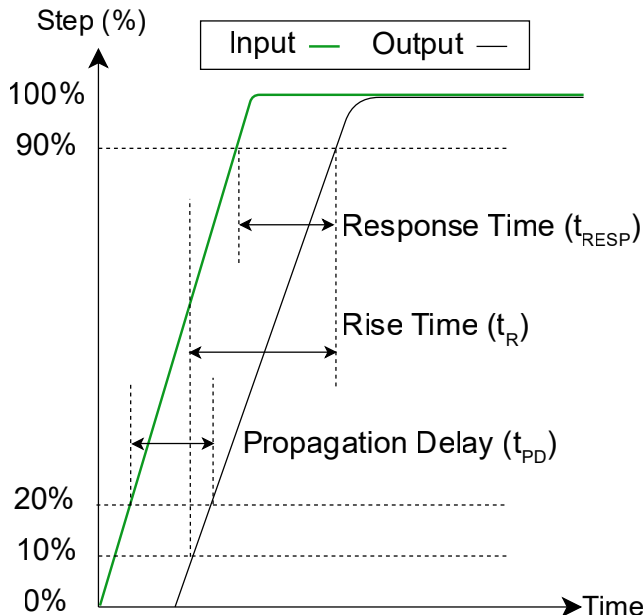 Step (%)
Input
Output
100%
90%
Response Time (tRESP)
Rise Time (tR)
Propagation Delay (tPD)
20%
10%
0%
Time